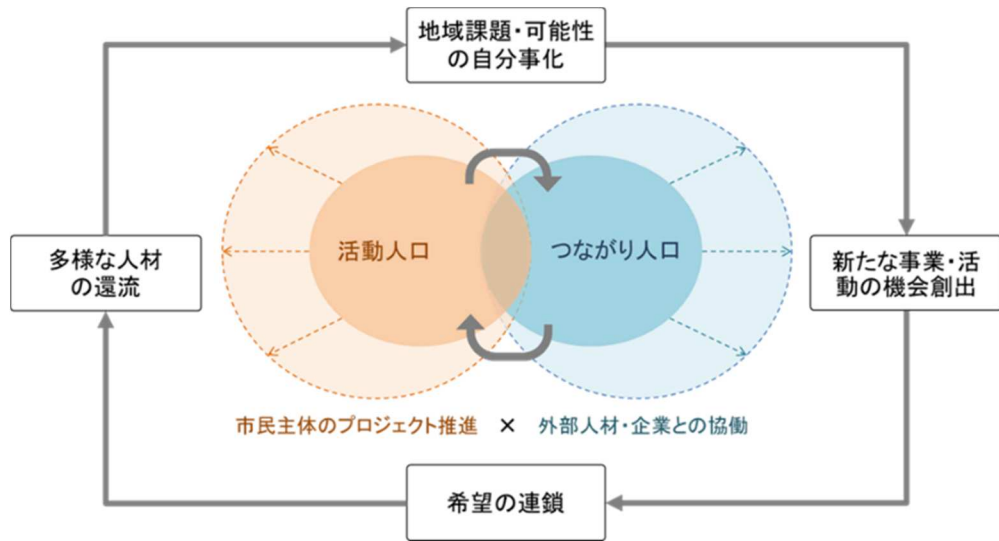 地域課題・可能性
の自分事化
活動人口
つながり人口
多様な人材
の還流
新たな事業・活
動の機会創出
市民主体のプロジェクト推進 × 外部人材・企業との協働
希望の連鎖